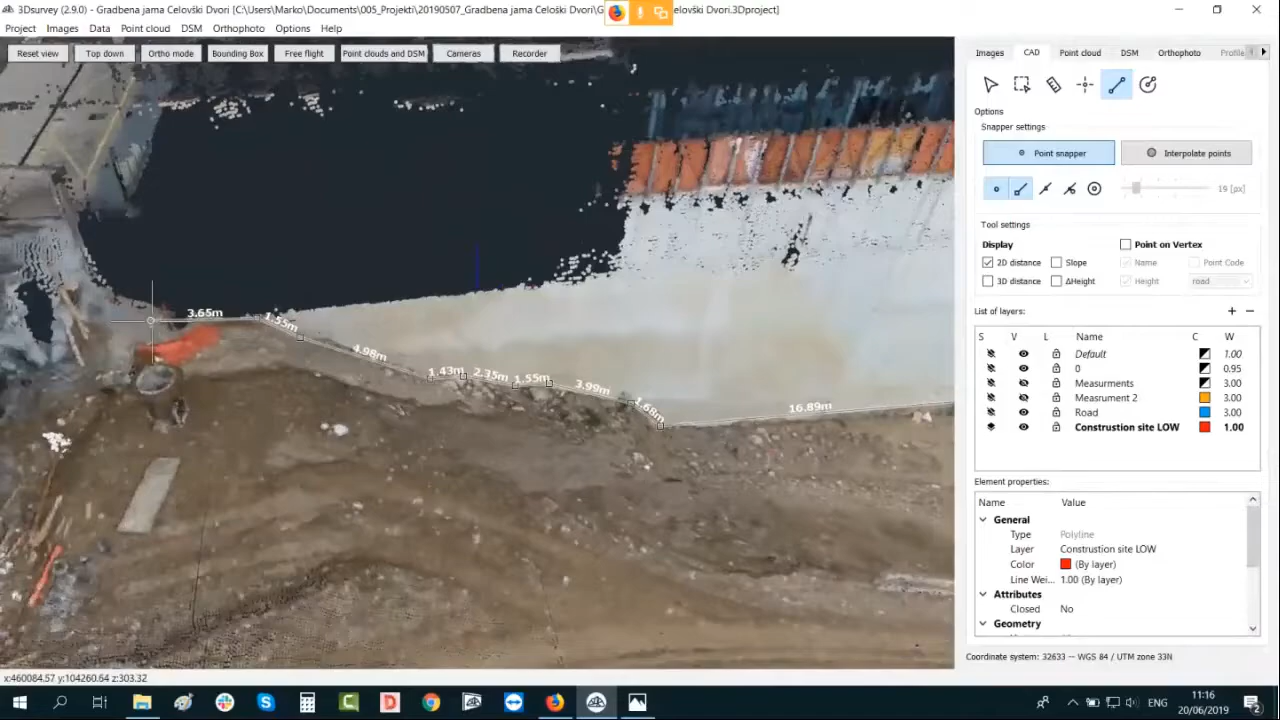 3Dsurvey (2.9.0) - Gradbena jama Celovški Dvori [C:\Users\Marko\Documents\005_Projekti\20190507_Gradbena jama Celoški Dvori\G elovški Dvori.3Dproject]
Project Images Data Point cloud DSM Orthophoto Options Help
Reset view Top down Ortho mode Bounding Box Free flight Point clouds and DSM Cameras Recorder
Images CAD Point cloud DSM Orthophoto Profile
Options
Snapper settings
Point snapper Interpolate points
19 [px]
Tool settings
Display Point on Vertex
2D distance Slope Name Point Code
3D distance ΔHeight Height road
List of layers: + −
S V L Name C W
Default 1.00
0 0.95
Measurments 3.00
Measrument 2 3.00
Road 3.00
Constrution site LOW 1.00
Element properties:
Name Value
General
Type Polyline
Layer Constrution site LOW
Color (By layer)
Line Wei... 1.00 (By layer)
Attributes
Closed No
Geometry
Coordinate system: 32633 -- WGS 84 / UTM zone 33N
3.65m
1.55m
4.98m
1.43m
2.35m
1.55m
3.99m
1.68m
16.89m
x:460084.57 y:104260.64 z:303.32
ENG
11:16
20/06/2019
2